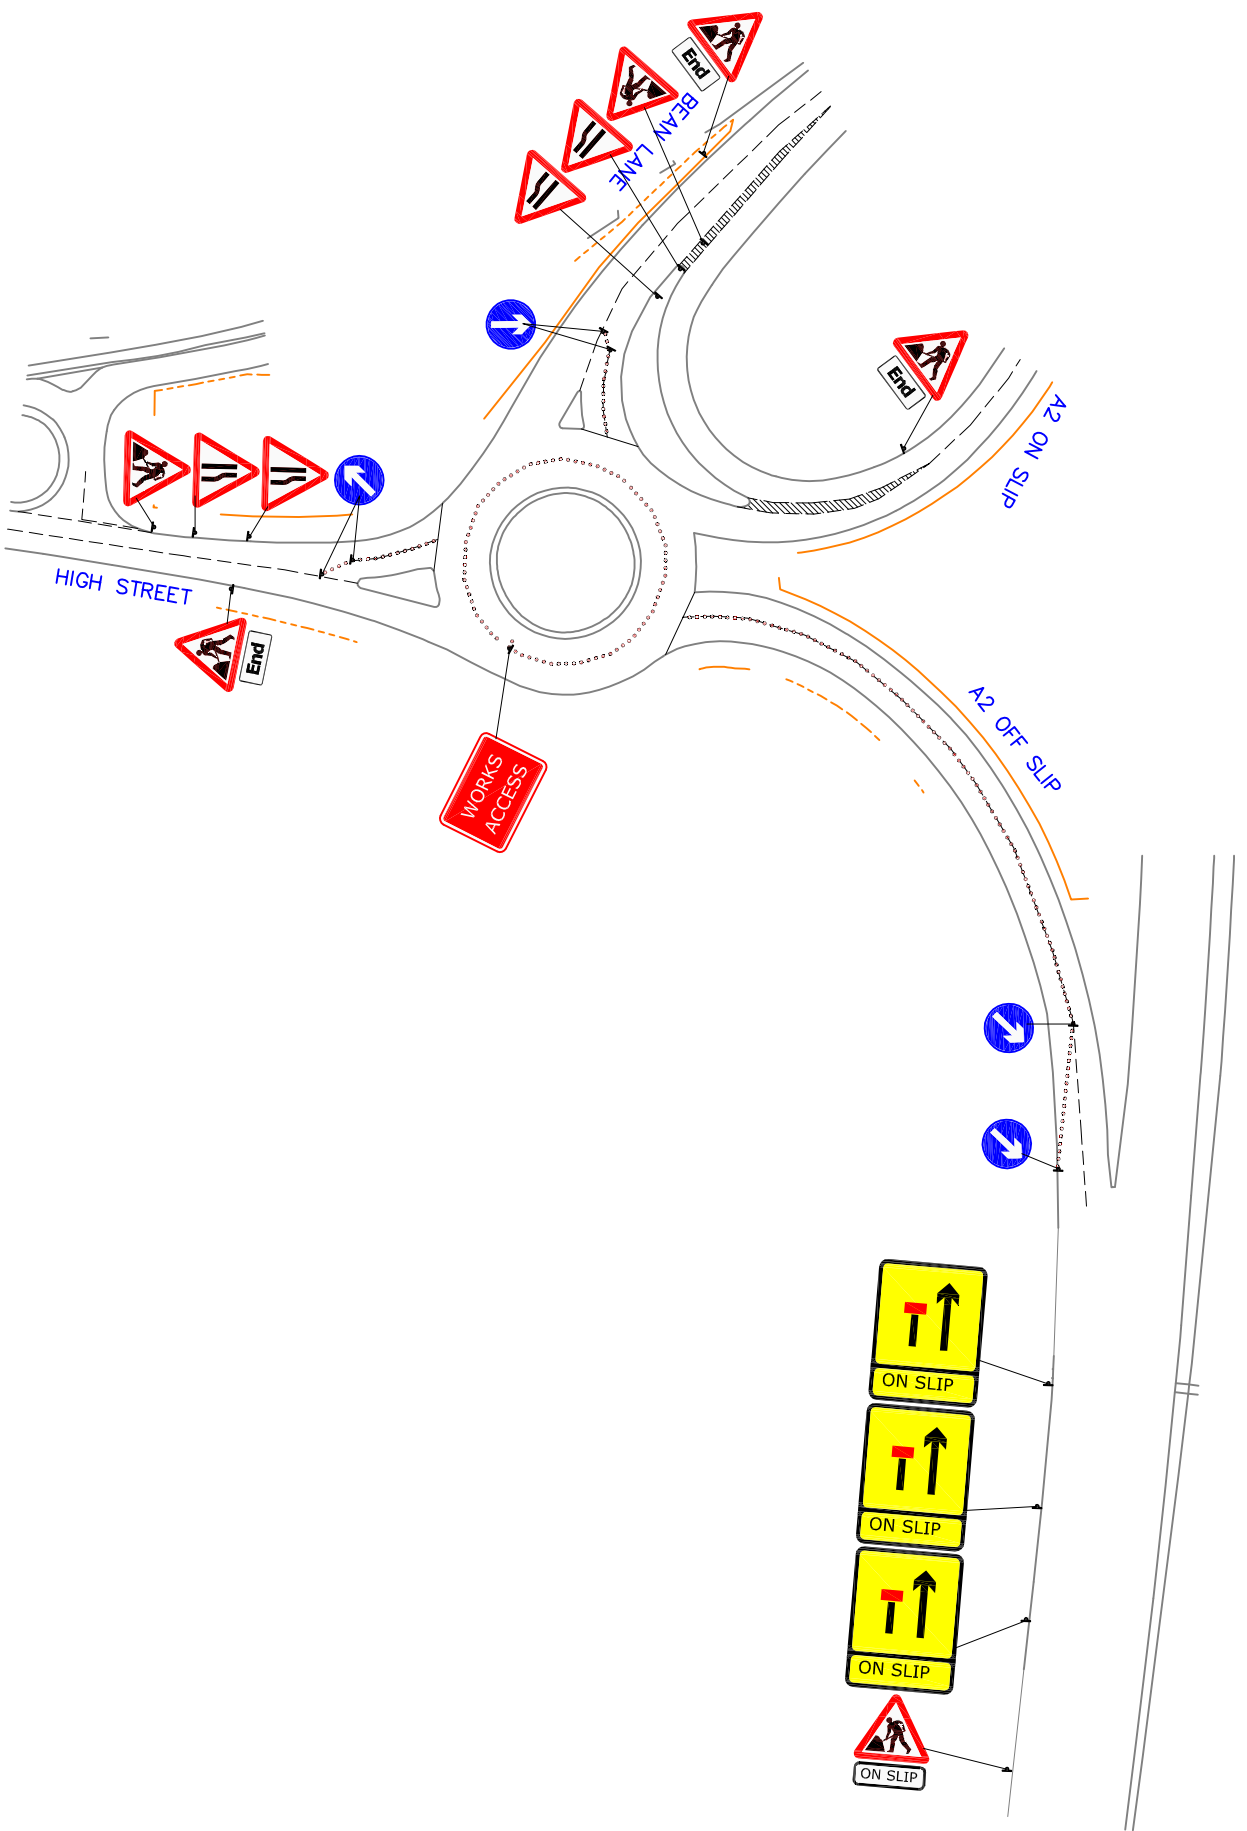 End
BEAN LANE
End
A2 ON SLIP
HIGH STREET
End
A2 OFF SLIP
WORKS
ACCESS
ON SLIP
ON SLIP
ON SLIP
ON SLIP